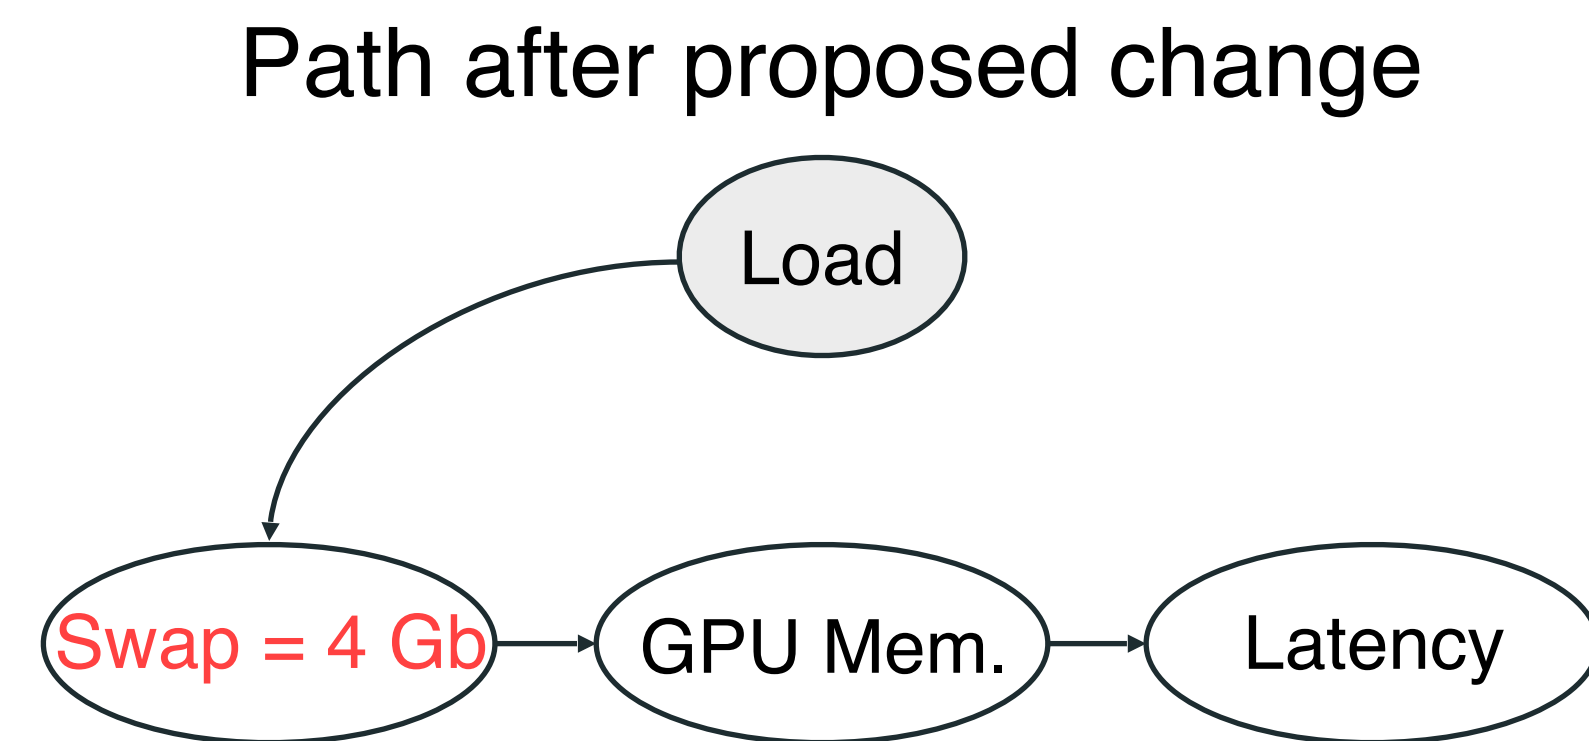 Path after proposed change
Load
Swap = 4 Gb
GPU Mem.
Latency